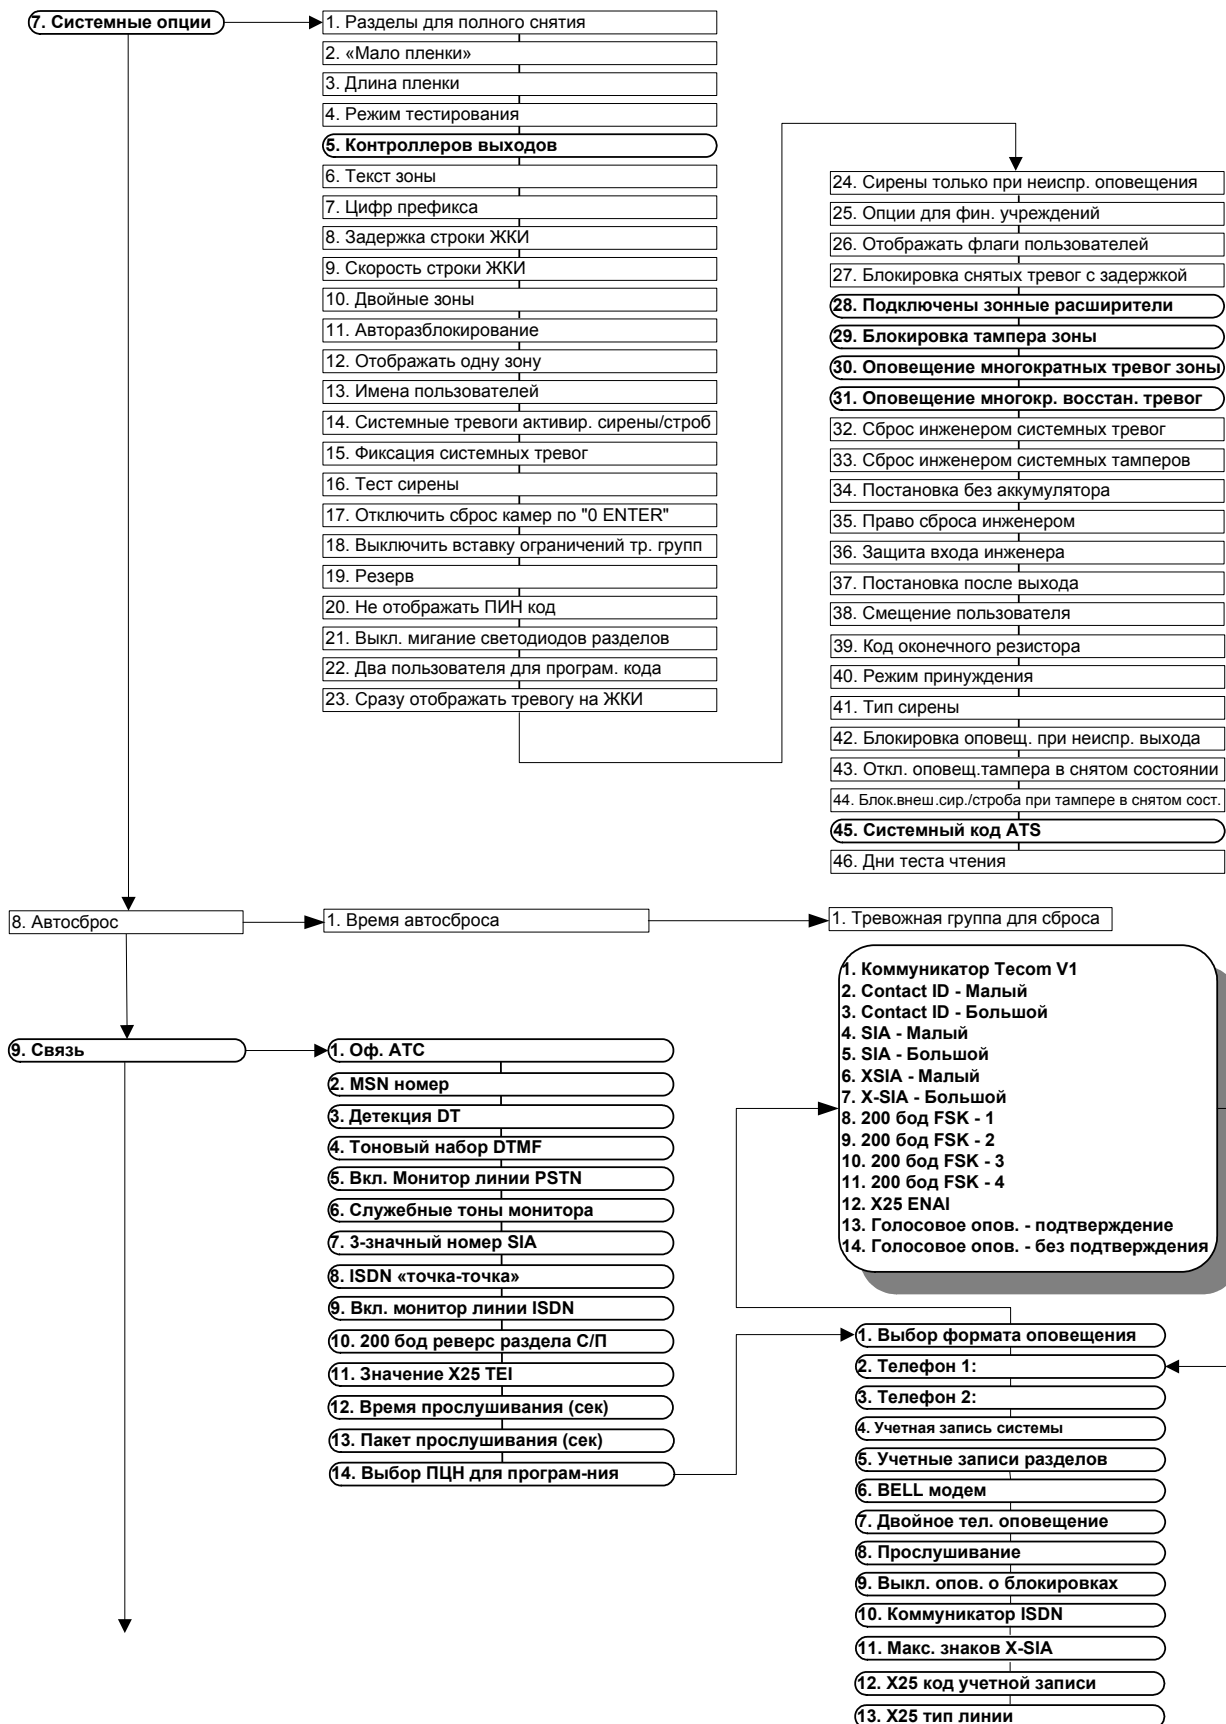 7. Системные опции
1. Разделы для полного снятия
2. «Мало пленки»
3. Длина пленки
4. Режим тестирования
5. Контроллеров выходов
6. Текст зоны
7. Цифр префикса
8. Задержка строки ЖКИ
9. Скорость строки ЖКИ
10. Двойные зоны
11. Авторазблокирование
12. Отображать одну зону
13. Имена пользователей
14. Системные тревоги активир. сирены/строб
15. Фиксация системных тревог
16. Тест сирены
17. Отключить сброс камер по "0 ENTER"
18. Выключить вставку ограничений тр. групп
19. Резерв
20. Не отображать ПИН код
21. Выкл. мигание светодиодов разделов
22. Два пользователя для програм. кода
23. Сразу отображать тревогу на ЖКИ
24. Сирены только при неиспр. оповещения
25. Опции для фин. учреждений
26. Отображать флаги пользователей
27. Блокировка снятых тревог с задержкой
28. Подключены зонные расширители
29. Блокировка тампера зоны
30. Оповещение многократных тревог зоны
31. Оповещение многокр. восстан. тревог
32. Сброс инженером системных тревог
33. Сброс инженером системных тамперов
34. Постановка без аккумулятора
35. Право сброса инженером
36. Защита входа инженера
37. Постановка после выхода
38. Смещение пользователя
39. Код оконечного резистора
40. Режим принуждения
41. Тип сирены
42. Блокировка оповещ. при неиспр. выхода
43. Откл. оповещ.тампера в снятом состоянии
44. Блок.внеш.сир./строба при тампере в снятом сост.
45. Системный код ATS
46. Дни теста чтения
8. Автосброс
1. Время автосброса
1. Тревожная группа для сброса
9. Связь
1. Оф. АТС
2. MSN номер
3. Детекция DT
4. Тоновый набор DTMF
5. Вкл. Монитор линии PSTN
6. Служебные тоны монитора
7. 3-значный номер SIA
8. ISDN «точка-точка»
9. Вкл. монитор линии ISDN
10. 200 бод реверс раздела С/П
11. Значение X25 TEI
12. Время прослушивания (сек)
13. Пакет прослушивания (сек)
14. Выбор ПЦН для програм-ния
1. Коммуникатор Tecom V1
2. Contact ID - Малый
3. Contact ID - Большой
4. SIA - Малый
5. SIA - Большой
6. XSIA - Малый
7. X-SIA - Большой
8. 200 бод FSK - 1
9. 200 бод FSK - 2
10. 200 бод FSK - 3
11. 200 бод FSK - 4
12. X25 ENAI
13. Голосовое опов. - подтверждение
14. Голосовое опов. - без подтверждения
1. Выбор формата оповещения
2. Телефон 1:
3. Телефон 2:
4. Учетная запись системы
5. Учетные записи разделов
6. BELL модем
7. Двойное тел. оповещение
8. Прослушивание
9. Выкл. опов. о блокировках
10. Коммуникатор ISDN
11. Макс. знаков X-SIA
12. X25 код учетной записи
13. X25 тип линии